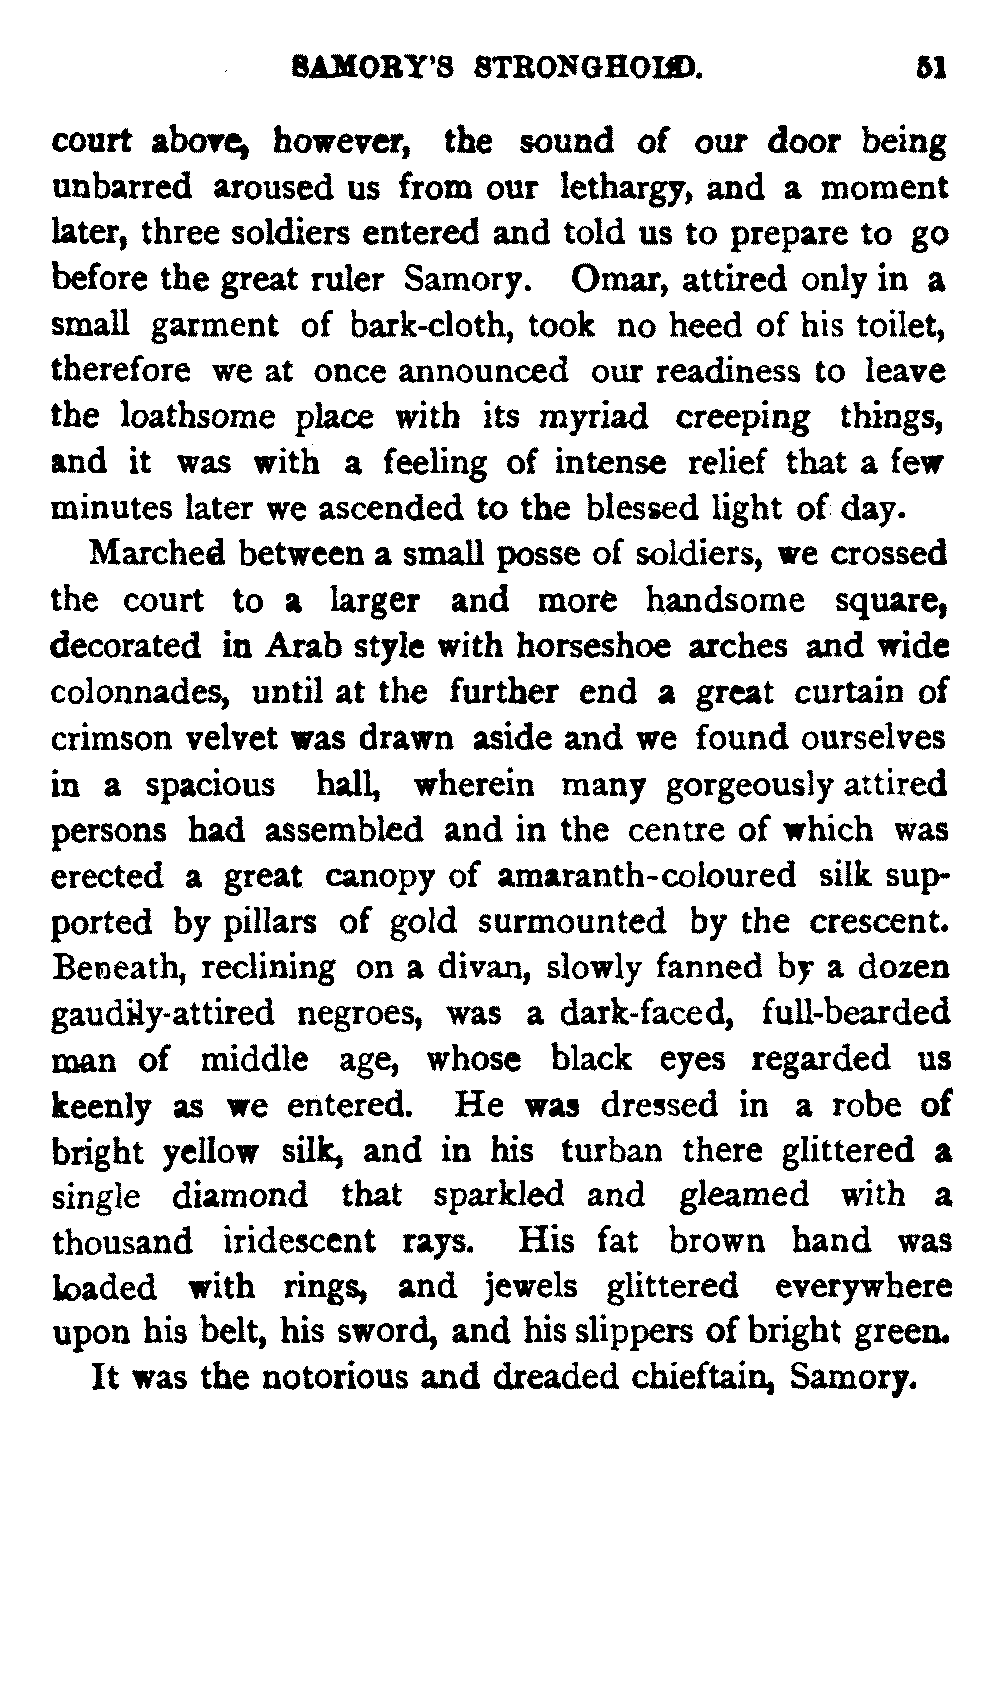 SAMORY'S STRONGHOLD. 51
court above, however, the sound of our door being
unbarred aroused us from our lethargy, and a moment
later, three soldiers entered and told us to prepare to go
before the great ruler Samory. Omar, attired only in a
small garment of bark-cloth, took no heed of his toilet,
therefore we at once announced our readiness to leave
the loathsome place with its myriad creeping things,
and it was with a feeling of intense relief that a few
minutes later we ascended to the blessed light of day.
Marched between a small posse of soldiers, we crossed
the court to a larger and more handsome square,
decorated in Arab style with horseshoe arches and wide
colonnades, until at the further end a great curtain of
crimson velvet was drawn aside and we found ourselves
in a spacious hall, wherein many gorgeously attired
persons had assembled and in the centre of which was
erected a great canopy of amaranth-coloured silk sup-
ported by pillars of gold surmounted by the crescent.
Beneath, reclining on a divan, slowly fanned by a dozen
gaudily-attired negroes, was a dark-faced, full-bearded
man of middle age, whose black eyes regarded us
keenly as we entered. He was dressed in a robe of
bright yellow silk, and in his turban there glittered a
single diamond that sparkled and gleamed with a
thousand iridescent rays. His fat brown hand was
loaded with rings, and jewels glittered everywhere
upon his belt, his sword, and his slippers of bright green.
It was the notorious and dreaded chieftain, Samory.